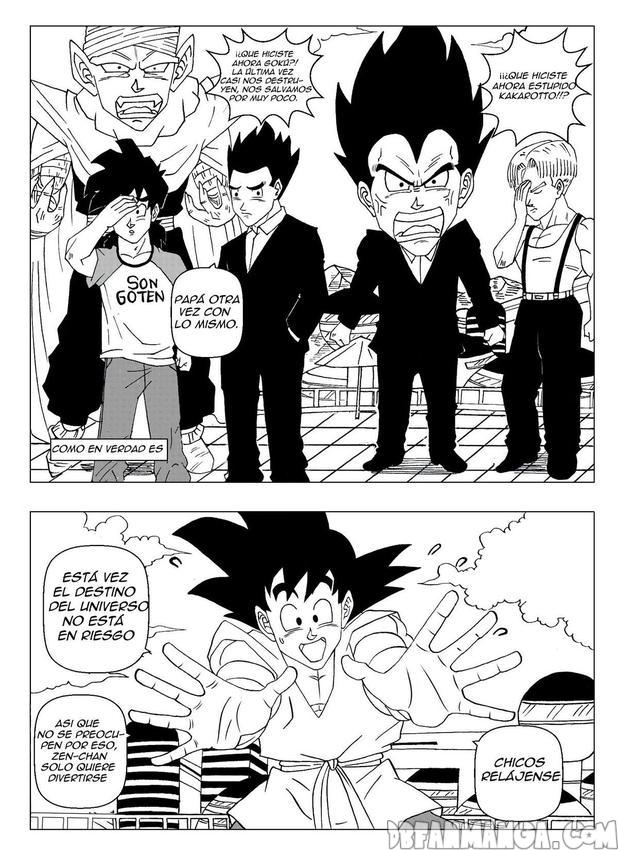 ¡¡¿QUE HICISTE
AHORA GOKÚ?!
LA ÚLTIMA VEZ
CASI NOS DESTRU-
YEN, NOS SALVAMOS
POR MUY POCO.
¡¡¡¿QUE HICISTE
AHORA ESTUPIDO
KAKAROTTO!!?
SON
GOTEN
PAPÁ OTRA
VEZ CON
LO MISMO.
COMO EN VERDAD ES
ESTÁ VEZ
EL DESTINO
DEL UNIVERSO
NO ESTÁ
EN RIESGO
ASI QUE
NO SE PREOCU-
PEN POR ESO,
ZEN-CHAN
SOLO QUIERE
DIVERTIRSE
CHICOS
RELÁJENSE
DBFANMANGA.COM